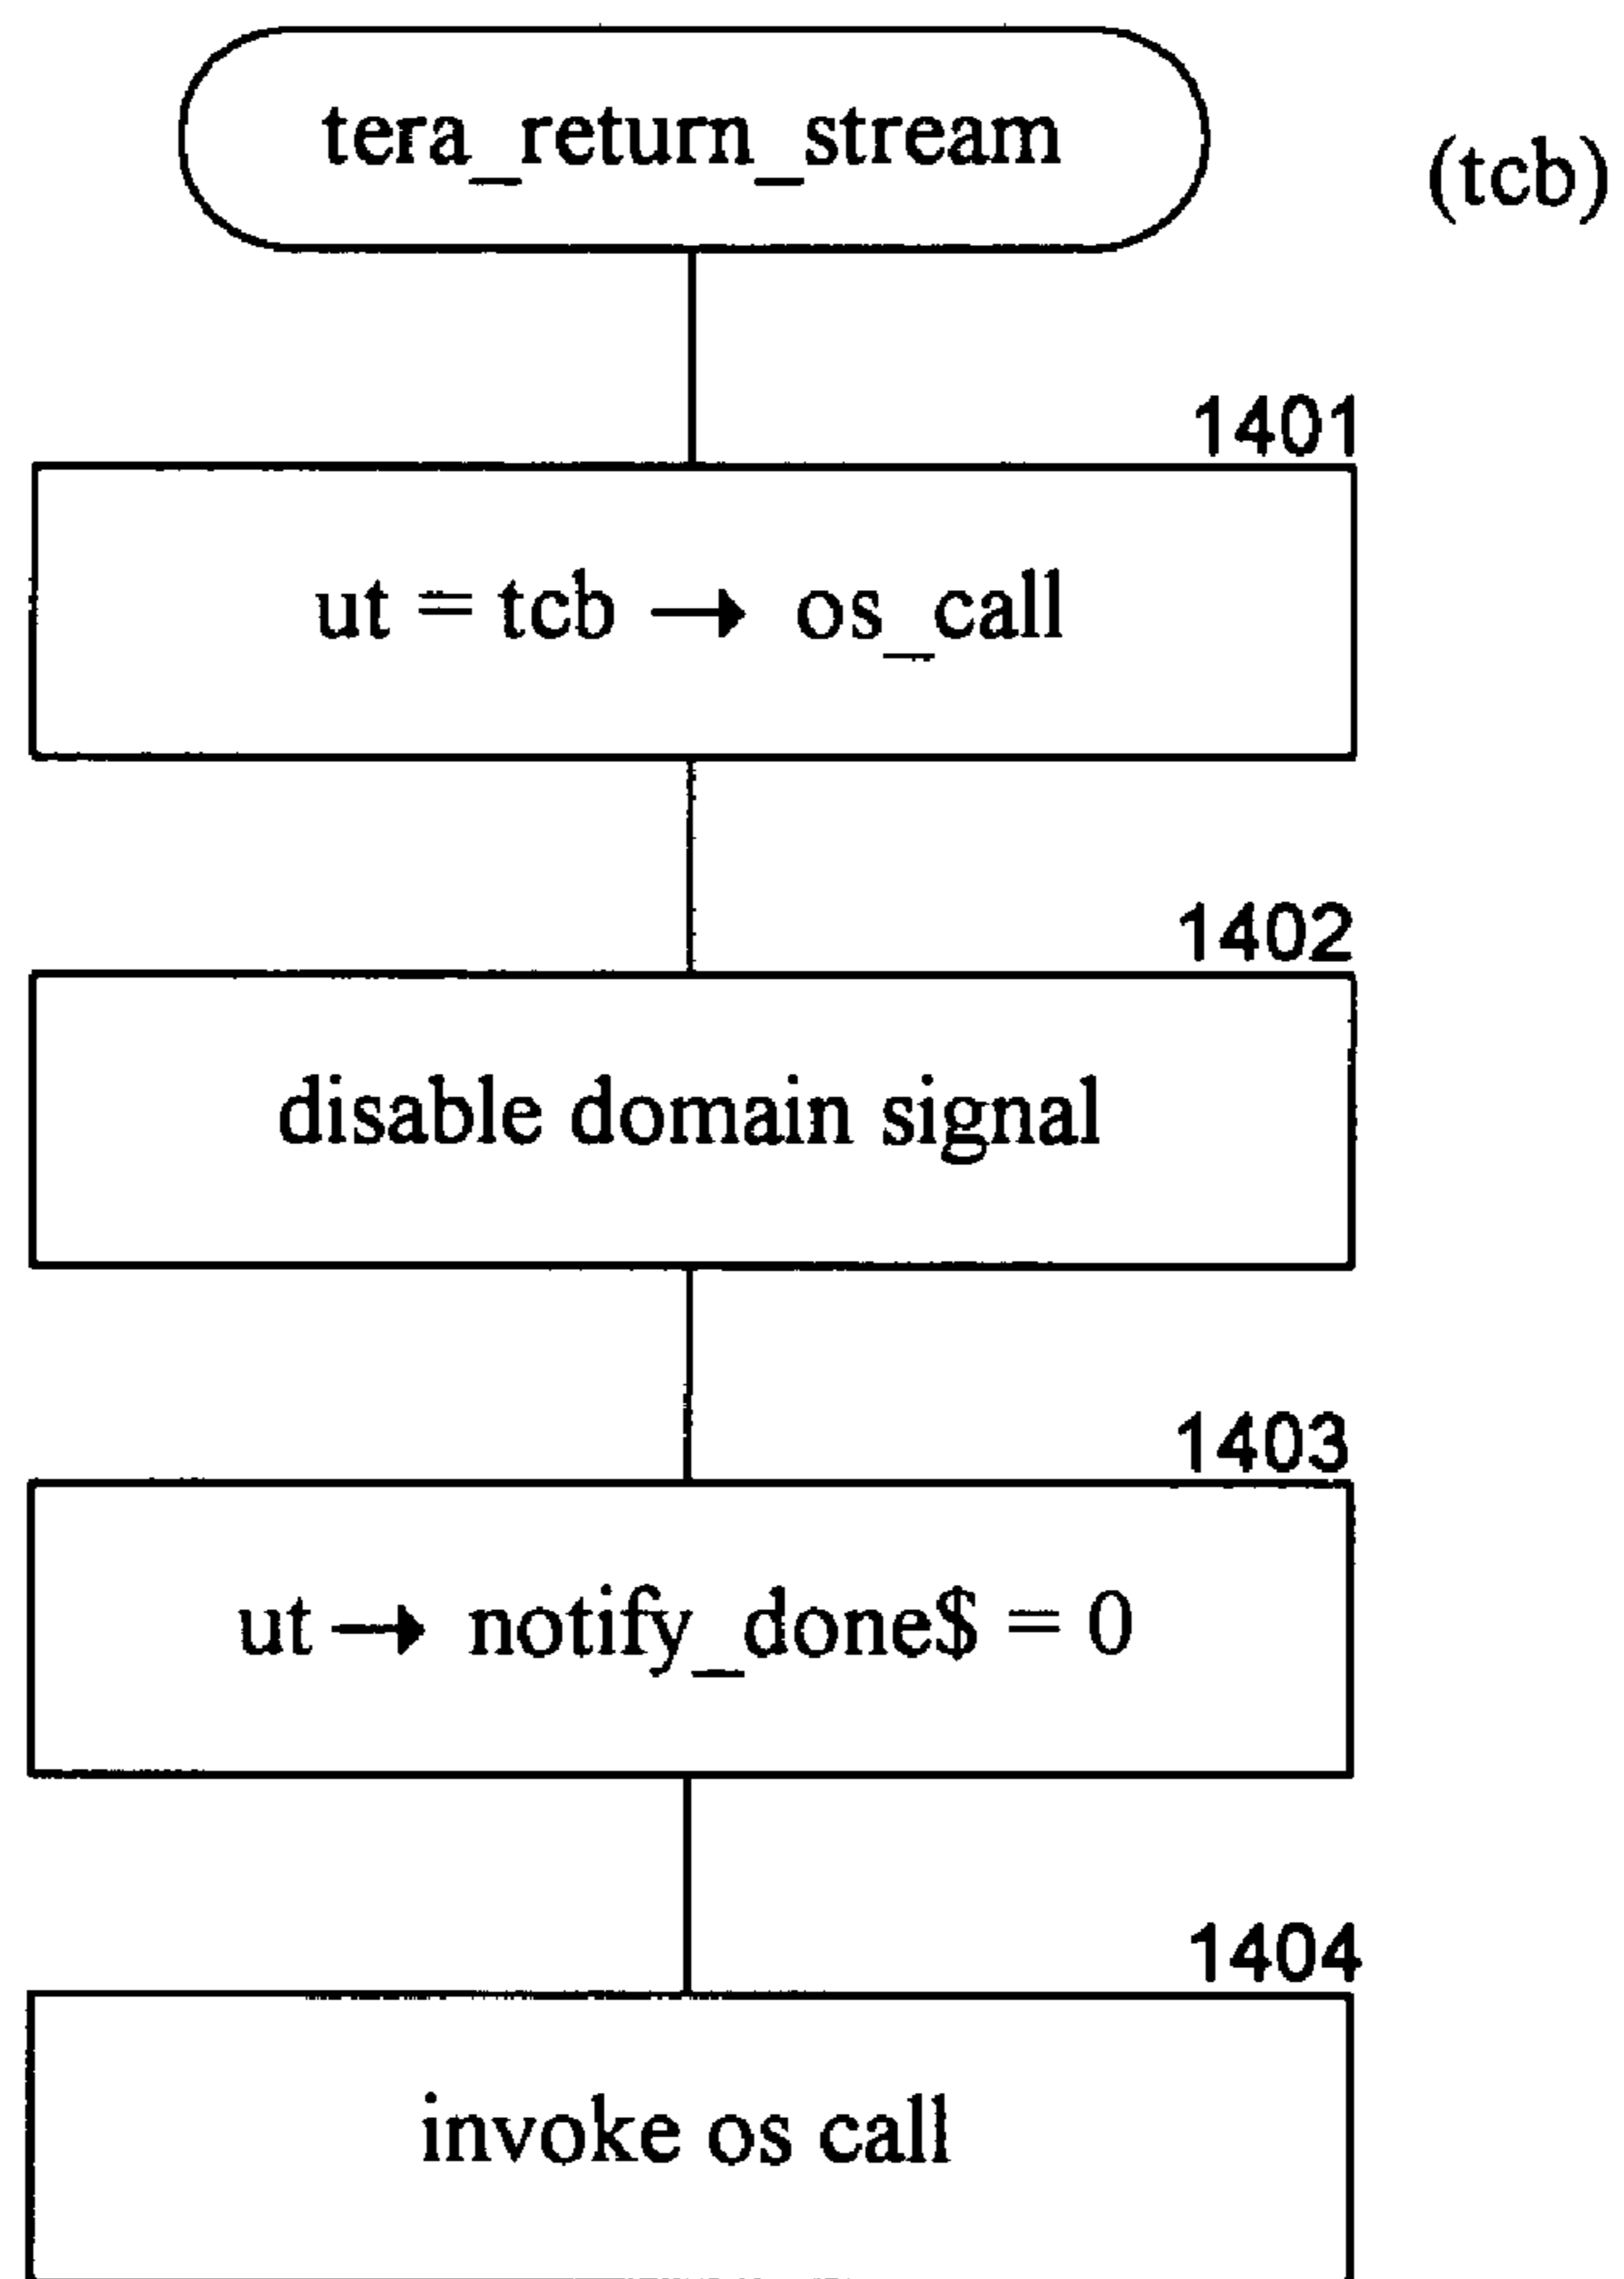 tera_return_stream
(tcb)
1401
ut = tcb → os_call
1402
disable domain signal
1403
ut → notify_done$ = 0
1404
invoke os call